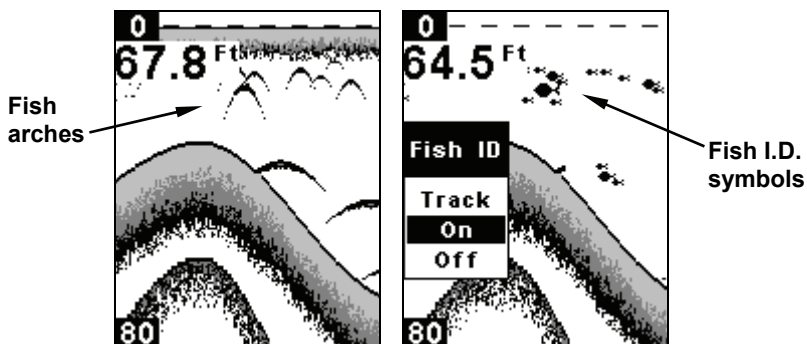 Fish
arches
0
67.8 Ft
80
0
64.5 Ft
Fish ID
Track
On
Off
80
Fish I.D.
symbols